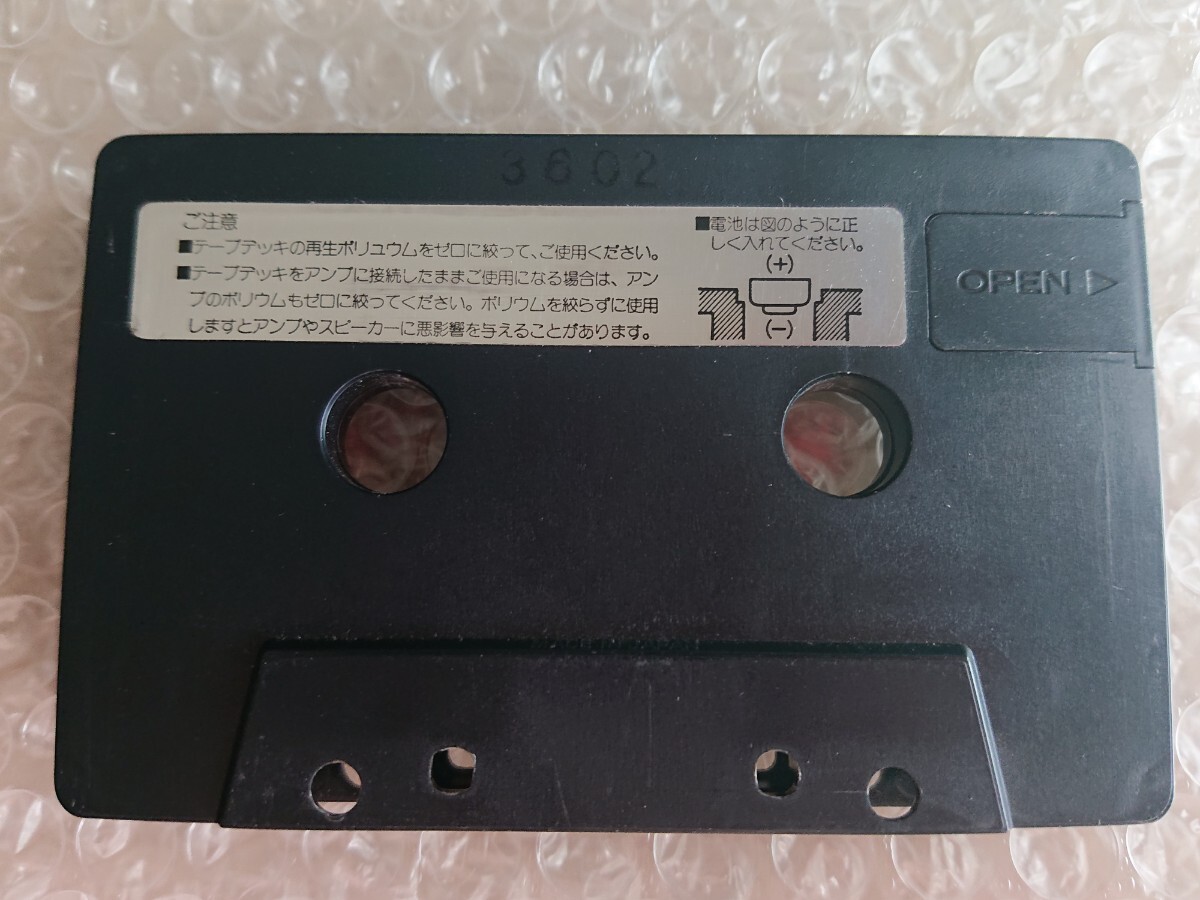 3602
ご注意
■テープデッキの再生ボリュウムをゼロに絞って、ご使用ください。
■テープデッキをアンプに接続したままご使用になる場合は、アン
プのボリウムもゼロに絞ってください。ボリウムを絞らずに使用
しますとアンプやスピーカーに悪影響を与えることがあります。
■電池は図のように正
しく入れてください。
(+)
(−)
OPEN